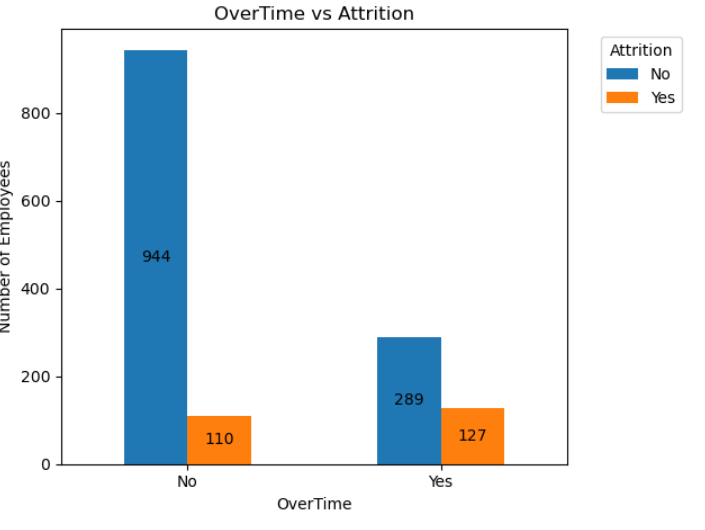 OverTime vs Attrition
Attrition
No
Yes
Number of Employees
800
600
400
200
0
944
110
289
127
No
Yes
OverTime